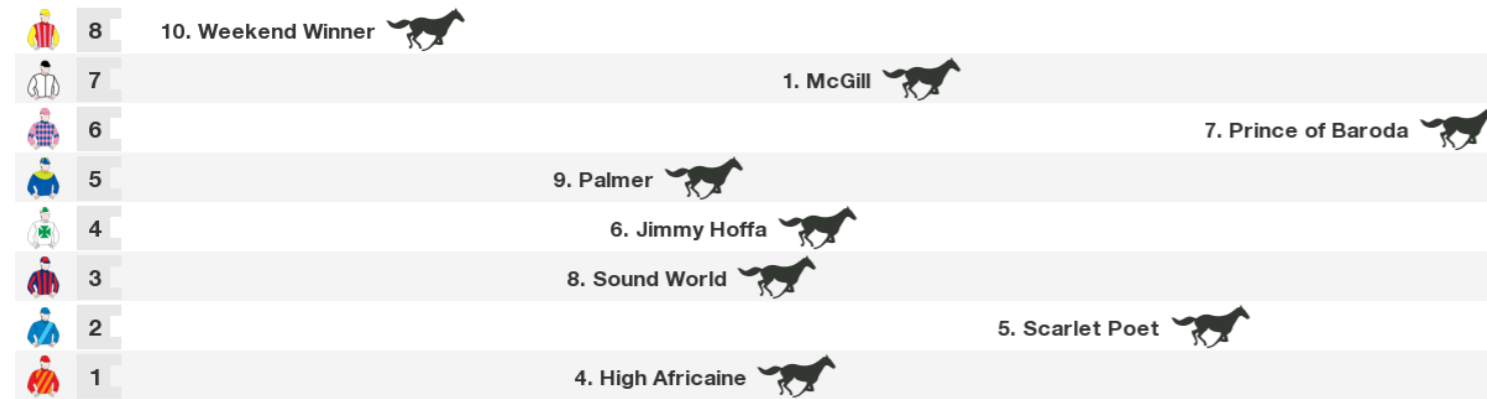 8 10. Weekend Winner
7 1. McGill
6 7. Prince of Baroda
5 9. Palmer
4 6. Jimmy Hoffa
3 8. Sound World
2 5. Scarlet Poet
1 4. High Africaine